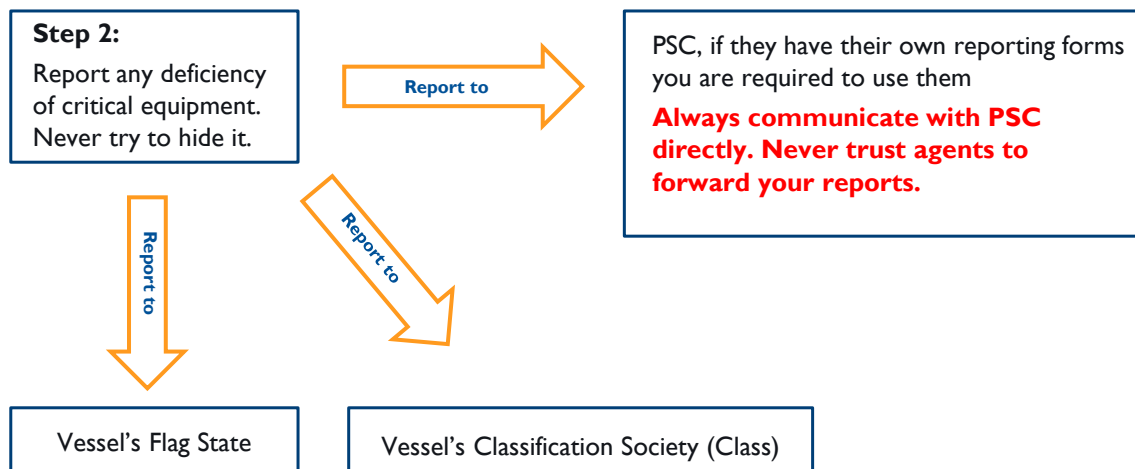 Step 2:
Report any deficiency
of critical equipment.
Never try to hide it.
Report to
PSC, if they have their own reporting forms
you are required to use them
Always communicate with PSC
directly. Never trust agents to
forward your reports.
Report to
Report to
Vessel's Flag State
Vessel's Classification Society (Class)